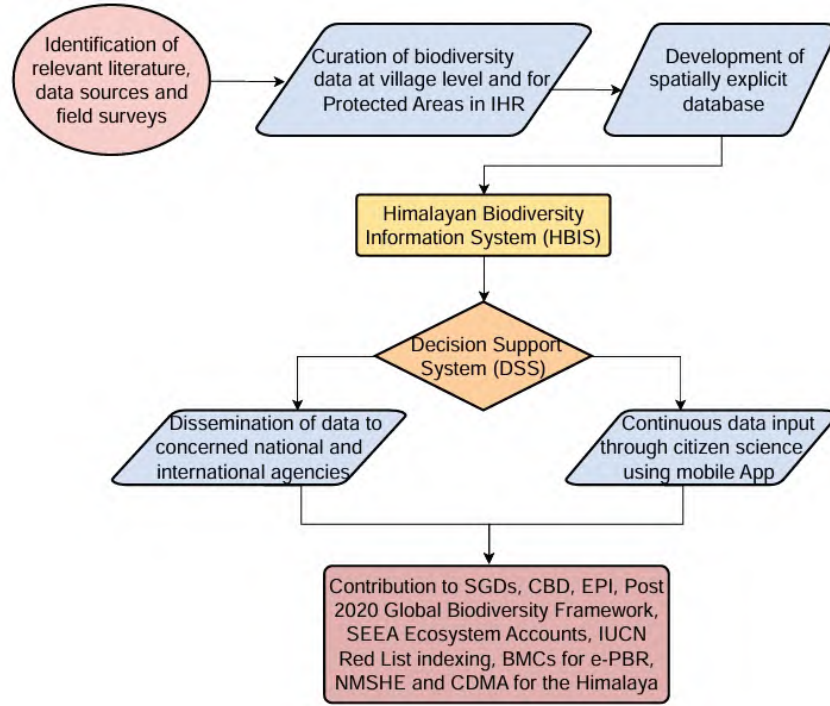 Identification of
relevant literature,
data sources and
field surveys
Curation of biodiversity
data at village level and for
Protected Areas in IHR
Development of
spatially explicit
database
Himalayan Biodiversity
Information System (HBIS)
Decision Support
System (DSS)
Dissemination of data to
concerned national and
international agencies
Continuous data input
through citizen science
using mobile App
Contribution to SGDs, CBD, EPI, Post
2020 Global Biodiversity Framework,
SEEA Ecosystem Accounts, IUCN
Red List indexing, BMCs for e-PBR,
NMSHE and CDMA for the Himalaya